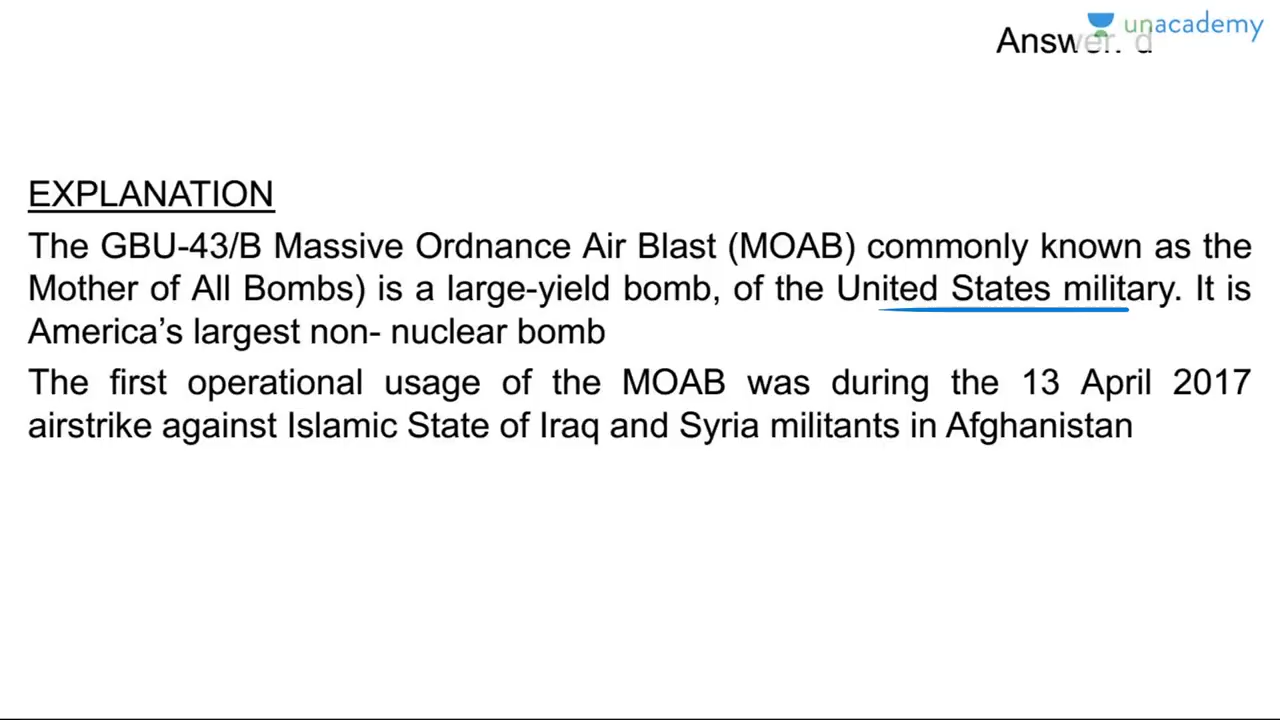 unacademy
Answer: d
EXPLANATION
The GBU-43/B Massive Ordnance Air Blast (MOAB) commonly known as the
Mother of All Bombs) is a large-yield bomb, of the United States military. It is
America’s largest non- nuclear bomb
The first operational usage of the MOAB was during the 13 April 2017
airstrike against Islamic State of Iraq and Syria militants in Afghanistan